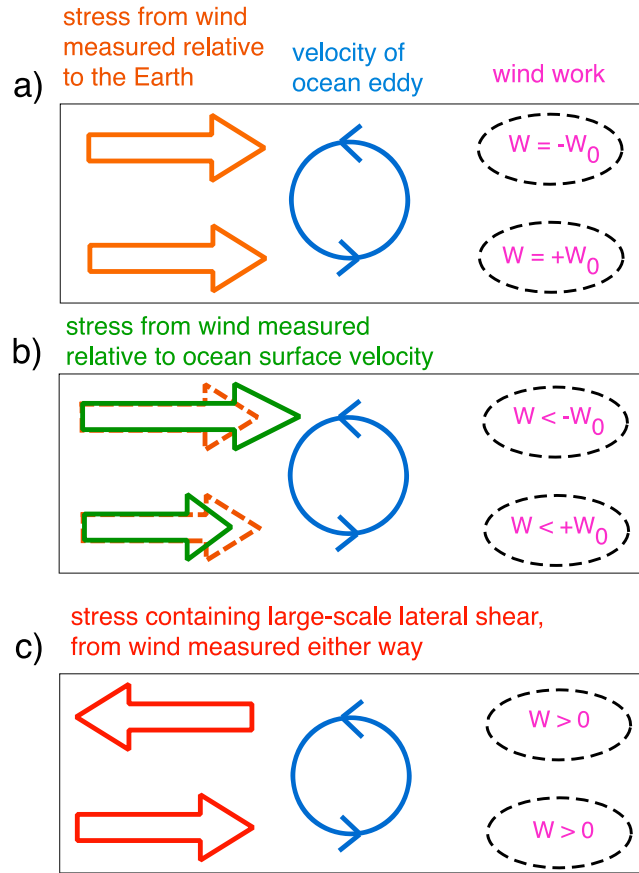 stress from wind
measured relative
to the Earth
velocity of
ocean eddy
wind work
a)
W = -W₀
W = +W₀
stress from wind measured
relative to ocean surface velocity
b)
W < -W₀
W < +W₀
stress containing large-scale lateral shear,
from wind measured either way
c)
W > 0
W > 0